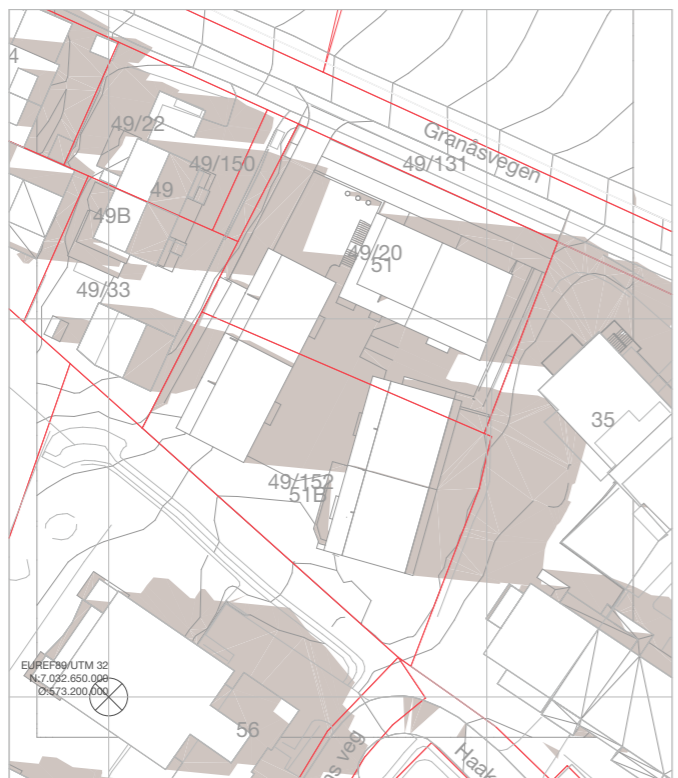 4
49/22
Granåsvegen
49/150
49/131
49
49B
49/20
51
49/33
35
49/152
51B
EUREF89/UTM 32
N:7.032.650.000
Ø:573.200.000
56
ns veg
Haak